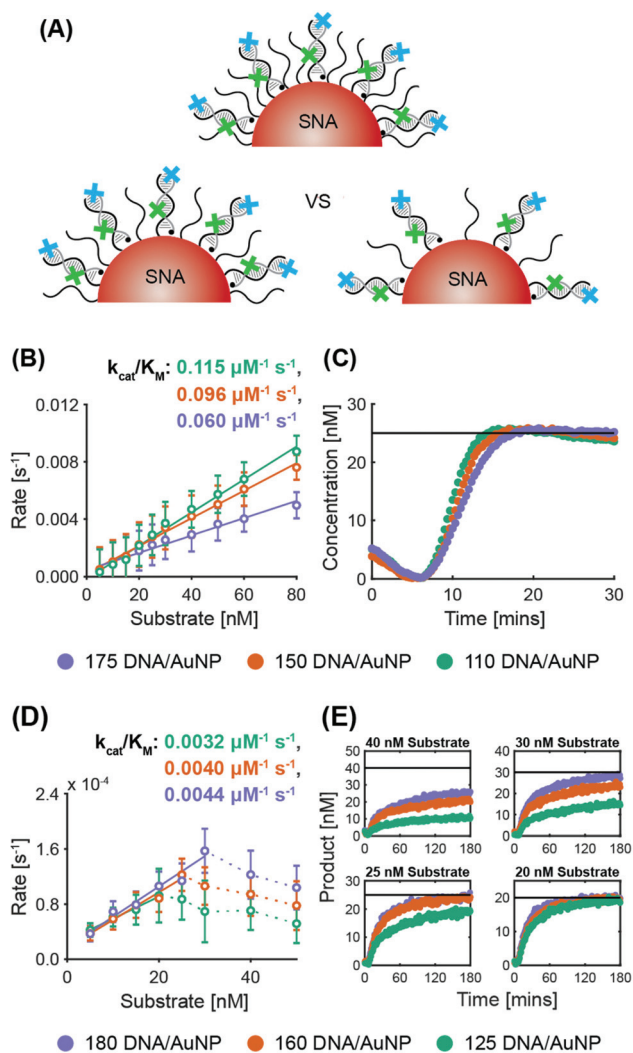 (A)
SNA
VS
SNA
SNA
(B)
kcat/KM: 0.115 μM⁻¹ s⁻¹,
0.096 μM⁻¹ s⁻¹,
0.060 μM⁻¹ s⁻¹
0.012
0.008
0.004
0.000
Rate [s⁻¹]
0 20 40 60 80
Substrate [nM]
(C)
30
25
20
10
0
Concentration [nM]
0 10 20 30
Time [mins]
175 DNA/AuNP 150 DNA/AuNP 110 DNA/AuNP
(D)
kcat/KM: 0.0032 μM⁻¹ s⁻¹,
0.0040 μM⁻¹ s⁻¹,
0.0044 μM⁻¹ s⁻¹
x 10⁻⁴
2.4
1.6
0.8
0.0
Rate [s⁻¹]
0 20 40
Substrate [nM]
(E)
40 nM Substrate
50
40
30
20
10
0
0 60 120 180
30 nM Substrate
40
30
20
10
0
0 60 120 180
25 nM Substrate
30
25
20
10
0
0 60 120 180
20 nM Substrate
30
20
10
0
0 60 120 180
Product [nM]
Time [mins]
180 DNA/AuNP 160 DNA/AuNP 125 DNA/AuNP